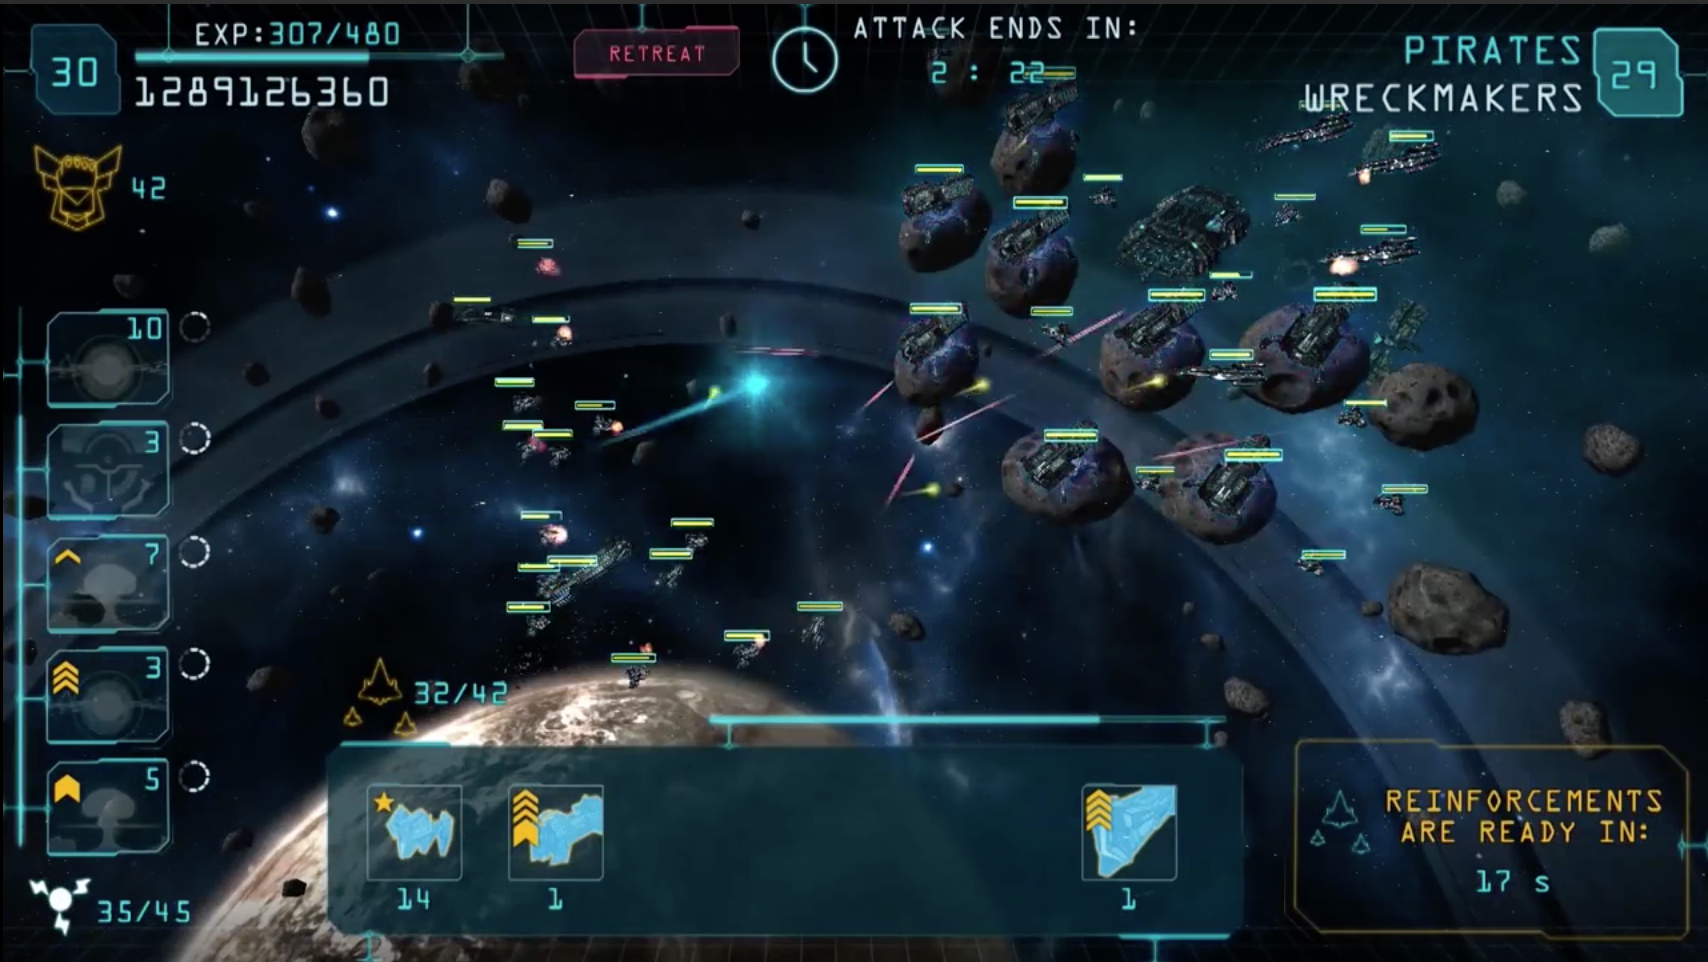 30
EXP:307/480
1289126360
RETREAT
ATTACK ENDS IN:
2 : 22
PIRATES
WRECKMAKERS
29
42
10
3
7
3
5
35/45
32/42
14
1
1
REINFORCEMENTS
ARE READY IN:
17 s